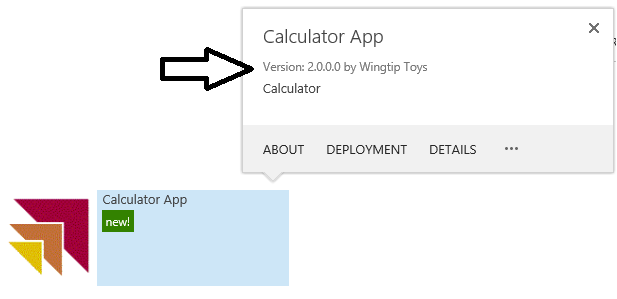 Calculator App
Version: 2.0.0.0 by Wingtip Toys
Calculator
ABOUT DEPLOYMENT DETAILS ...
Calculator App
new!